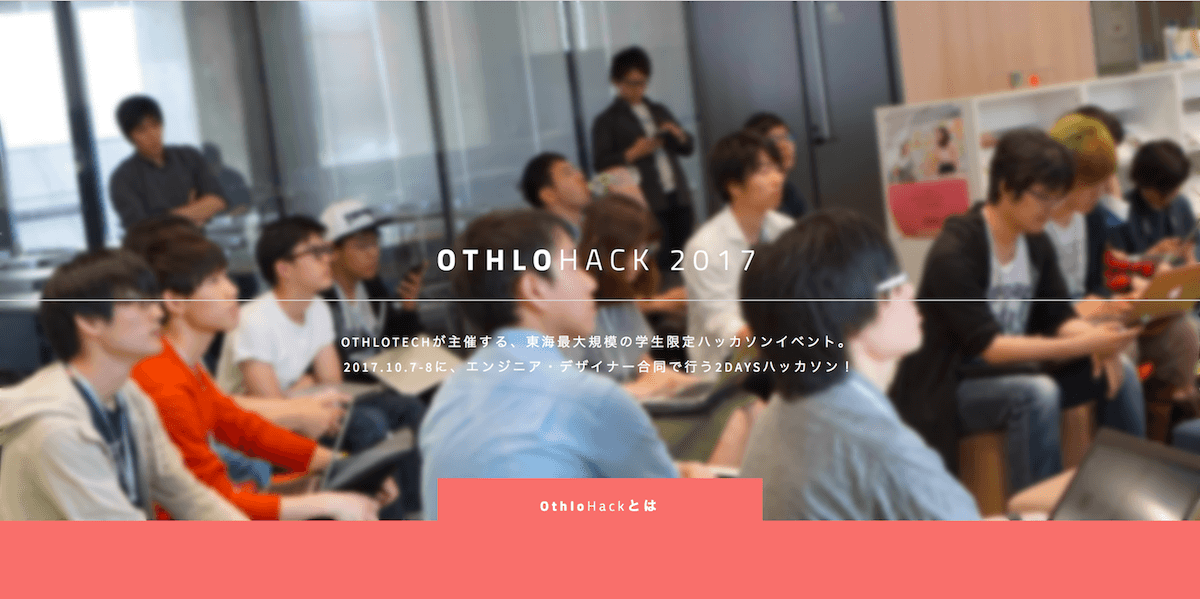 OTHLOHACK 2017
OTHLOTECHが主催する、東海最大規模の学生限定ハッカソンイベント。
2017.10.7-8に、エンジニア・デザイナー合同で行う2DAYSハッカソン！
OthloHackとは